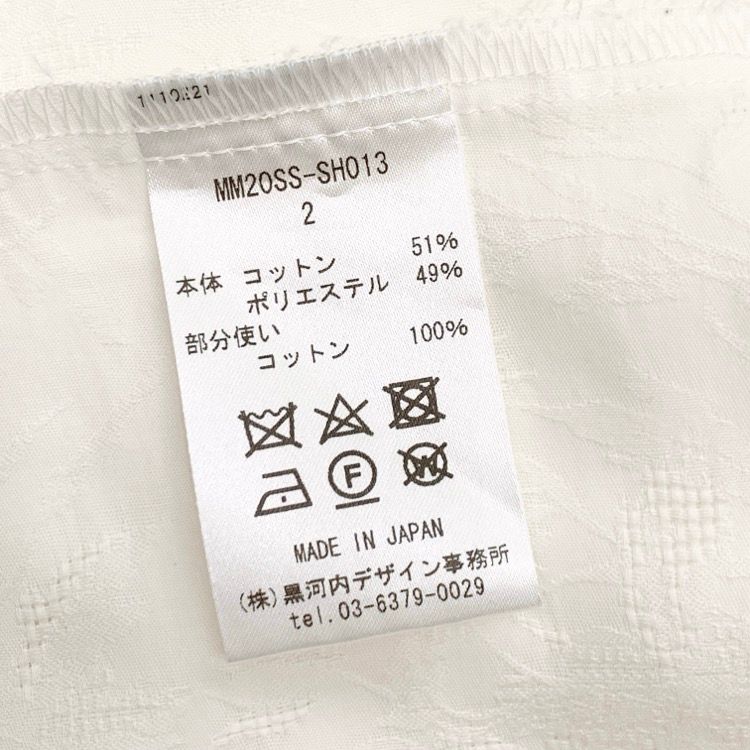 MM20SS-SH013
2
本体 コットン 51%
ポリエステル 49%
部分使い
コットン 100%
F
W
MADE IN JAPAN
(株)黒河内デザイン事務所
tel.03-6379-0029